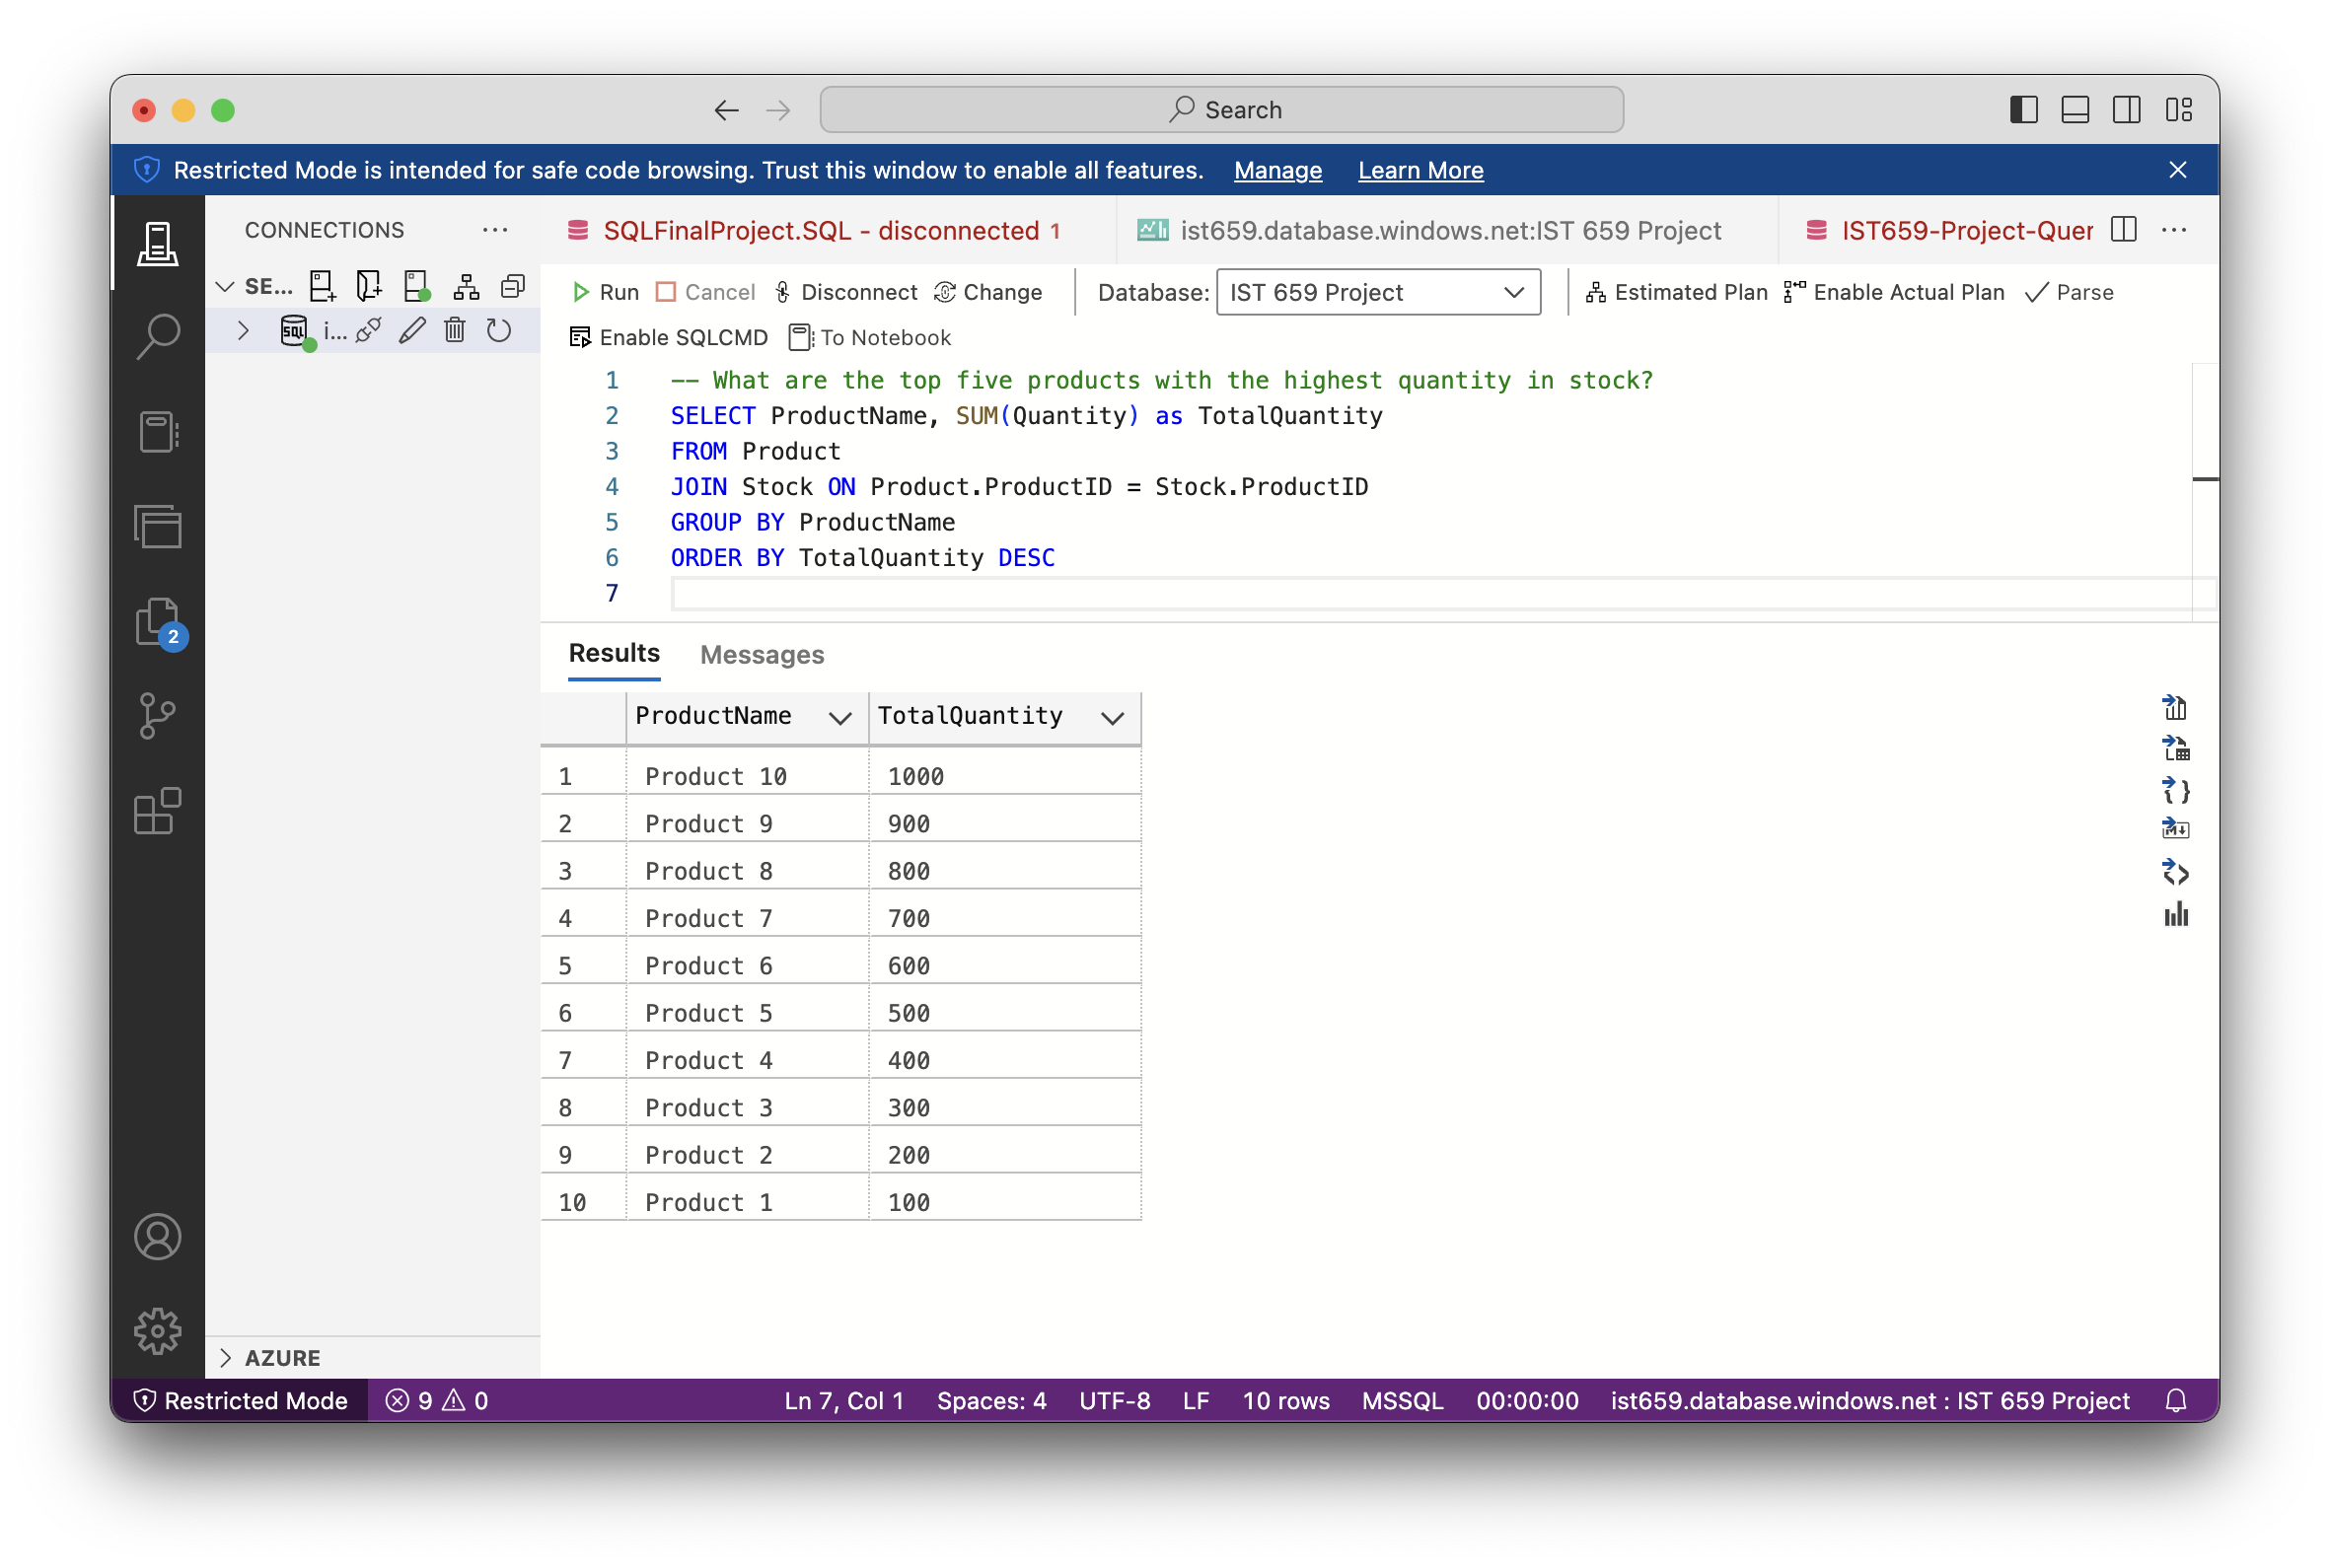 Search
Restricted Mode is intended for safe code browsing. Trust this window to enable all features. Manage Learn More
CONNECTIONS
SQLFinalProject.SQL - disconnected 1
ist659.database.windows.net:IST 659 Project
IST659-Project-Quer
SE...
Run Cancel Disconnect Change Database: IST 659 Project Estimated Plan Enable Actual Plan Parse
SQL i...
Enable SQLCMD To Notebook
1 -- What are the top five products with the highest quantity in stock?
2 SELECT ProductName, SUM(Quantity) as TotalQuantity
3 FROM Product
4 JOIN Stock ON Product.ProductID = Stock.ProductID
5 GROUP BY ProductName
6 ORDER BY TotalQuantity DESC
7
2
Results Messages
ProductName TotalQuantity
1 Product 10 1000
2 Product 9 900
3 Product 8 800
4 Product 7 700
5 Product 6 600
6 Product 5 500
7 Product 4 400
8 Product 3 300
9 Product 2 200
10 Product 1 100
AZURE
Restricted Mode 9 0 Ln 7, Col 1 Spaces: 4 UTF-8 LF 10 rows MSSQL 00:00:00 ist659.database.windows.net : IST 659 Project